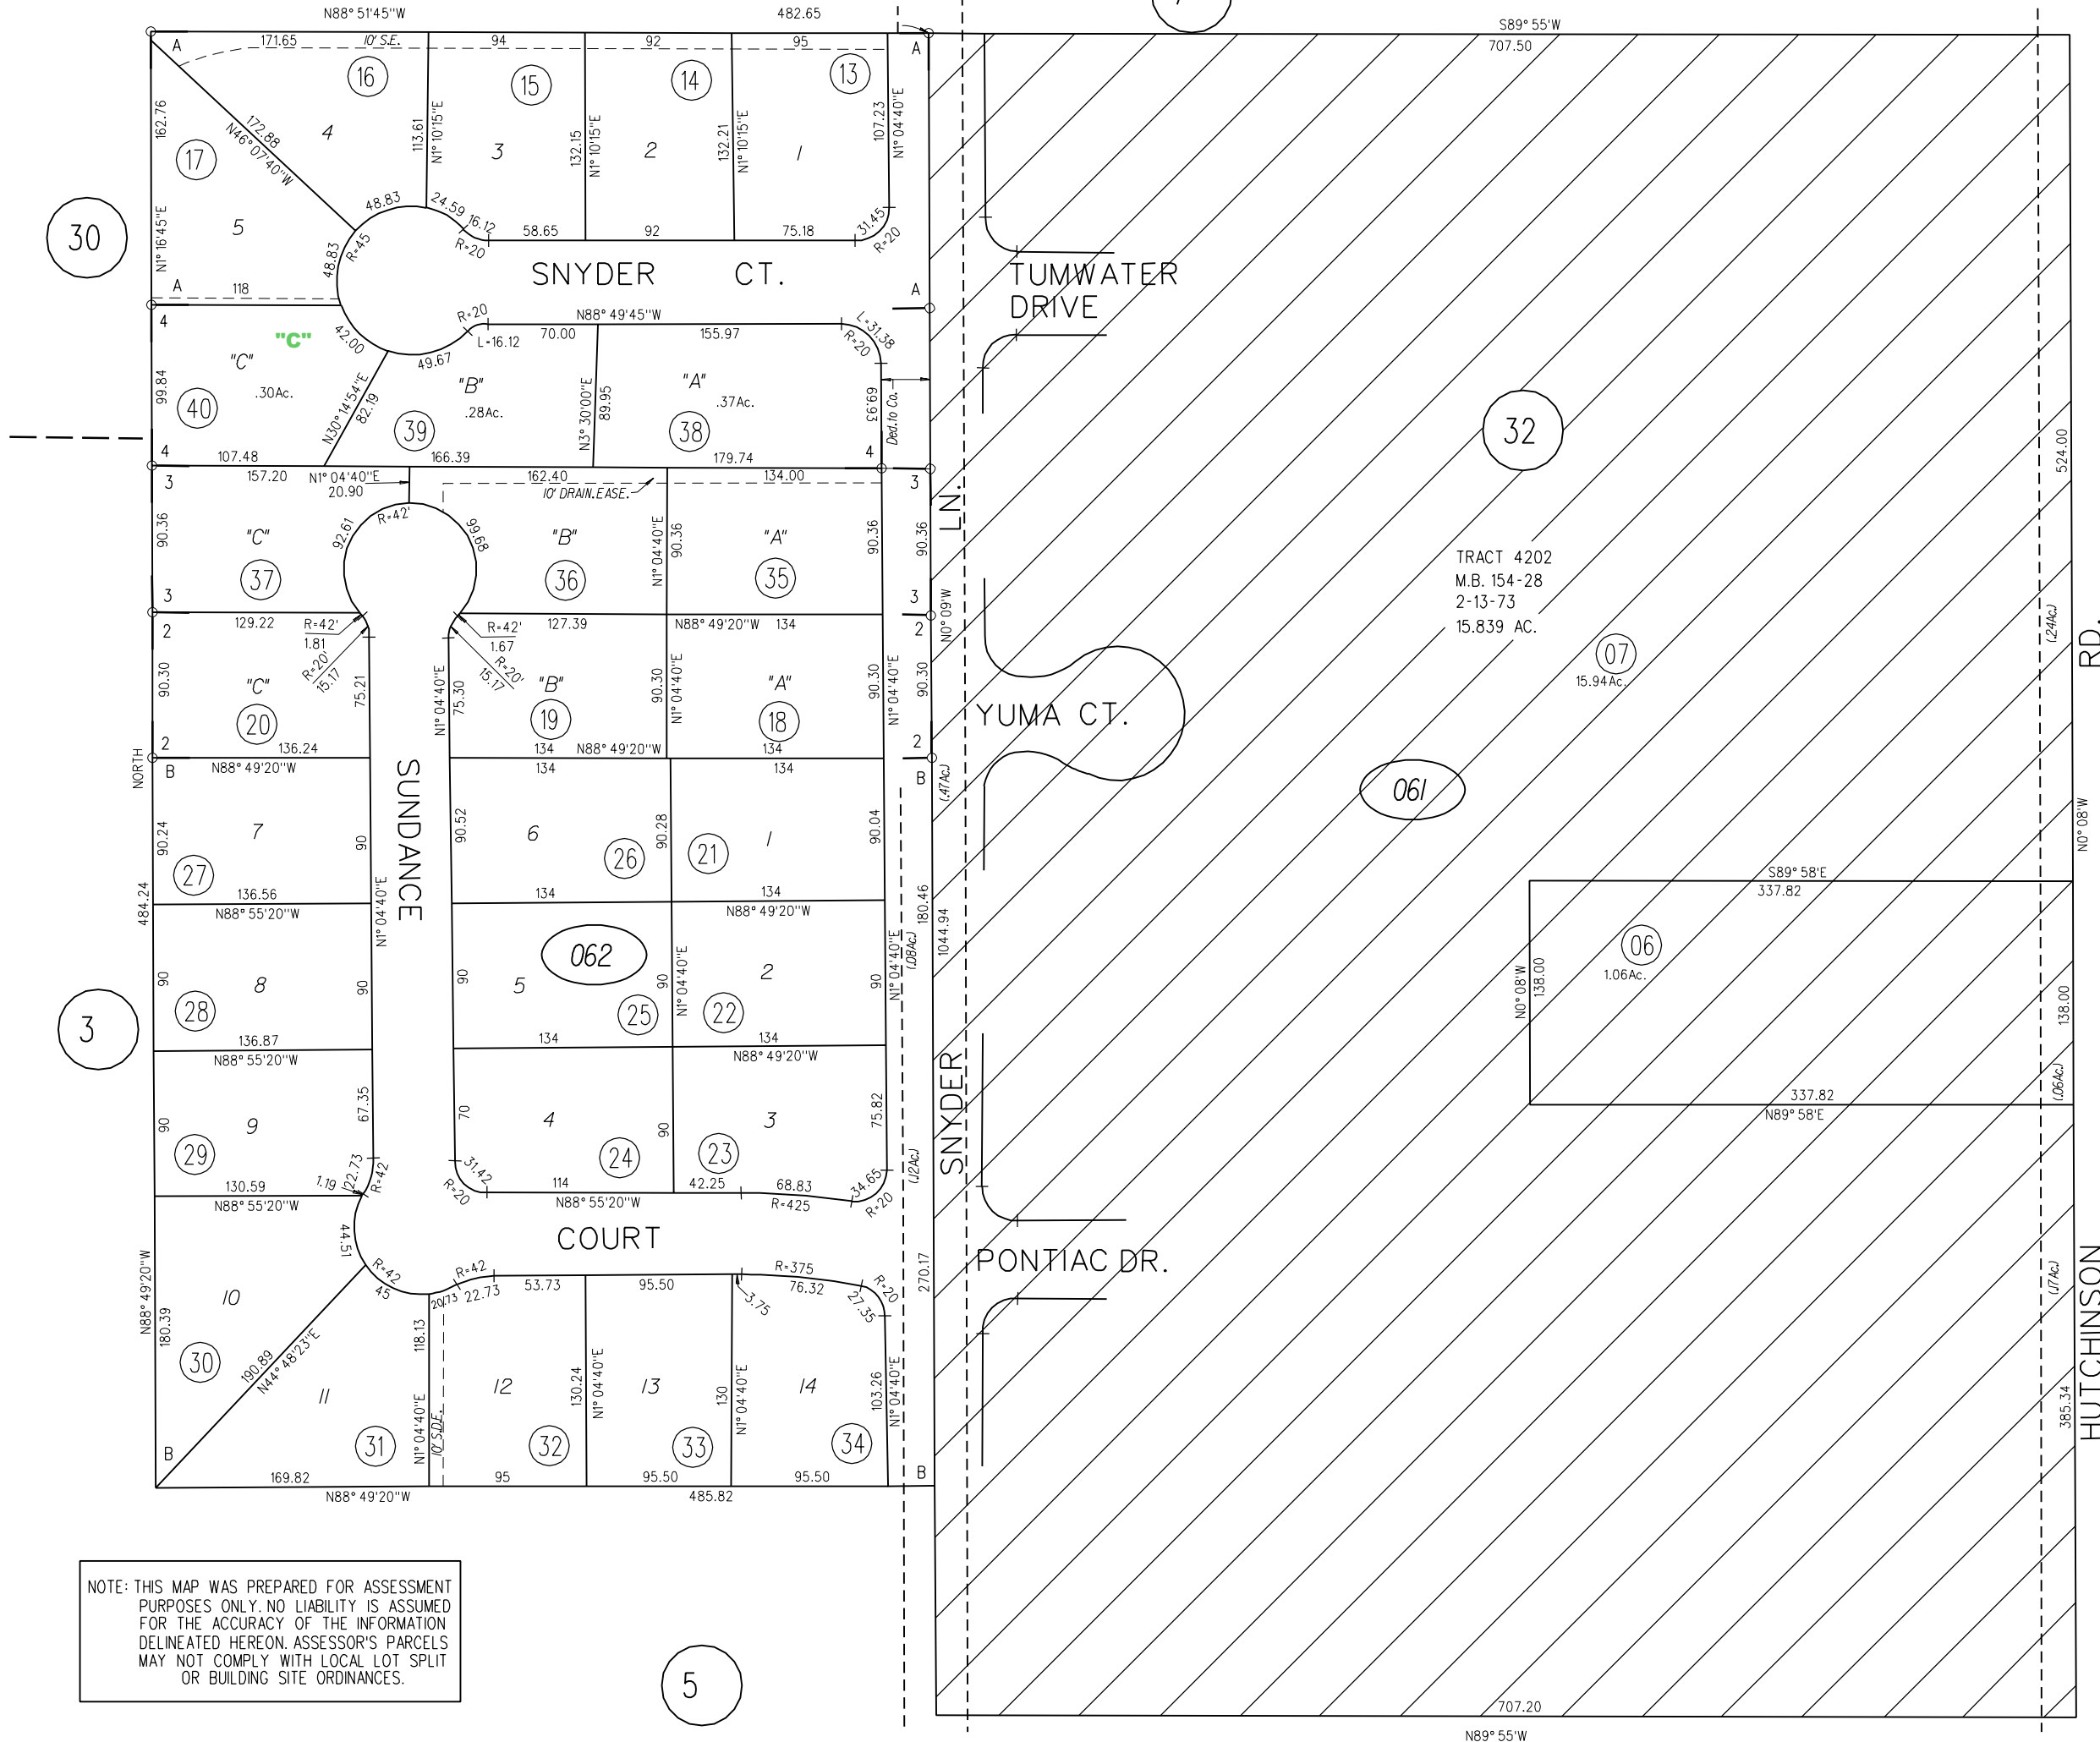 N88° 51'45"W
482.65
S89° 55'W
707.50
A
171.65
10' S.E.
94
92
95
A
16
15
14
13
162.76
172.88
N46° 07'40"W
4
113.61
N1° 10'15"E
3
132.15
N1° 10'15"E
2
132.21
N1° 10'15"E
1
107.23
N1° 04'40"E
17
30
N1° 16'45"E
5
48.83
24.59
16.12
R=20
58.65
92
75.18
31.45
R=20
48.83
R=45
SNYDER CT.
TUMWATER
DRIVE
A
118
A
4
"C"
42.00
R=20
L=16.12
N88° 49'45"W
70.00
155.97
L=31.38
R=20
49.67
"C"
.30Ac.
99.84
40
N30° 14'54"E
82.19
"B"
.28Ac.
39
N3° 30'00"E
89.95
"A"
.37Ac.
38
69.93
Ded.to Co.
32
4
107.48
166.39
179.74
4
3
157.20
N1° 04'40"E
20.90
162.40
10' DRAIN.EASE.
134.00
3
LN.
524.00
90.36
92.61
R=42'
99.68
"C"
37
"B"
36
N1° 04'40"E
90.36
"A"
35
90.36
90.36
TRACT 4202
M.B. 154-28
2-13-73
15.839 AC.
3
3
N0° 09'W
2
129.22
R=42'
1.81
R=20'
15.17
R=42'
1.67
R=20'
15.17
127.39
N88° 49'20"W
134
2
(.24Ac.)
RD.
07
15.94Ac.
90.30
"C"
20
75.21
N1° 04'40"E
75.30
"B"
19
90.30
N1° 04'40"E
"A"
18
90.30
N1° 04'40"E
90.30
YUMA CT.
2
136.24
134
N88° 49'20"W
134
2
NORTH
B
N88° 49'20"W
134
134
B
(.47Ac.)
061
SUNDANCE
90.24
7
27
90
90.52
6
26
90.28
21
1
90.04
N0° 08'W
136.56
N88° 55'20"W
484.24
N1° 04'40"E
134
134
N88° 49'20"W
180.46
1044.94
S89° 58'E
337.82
062
(.08Ac.)
N1° 04'40"E
06
1.06Ac.
N0° 08'W
138.00
138.00
90
8
28
90
90
5
25
90
N1° 04'40"E
2
22
90
3
136.87
N88° 55'20"W
134
134
N88° 49'20"W
SNYDER
(.06Ac.)
337.82
N89° 58'E
90
9
29
67.35
70
4
24
90
3
23
75.82
(.12Ac.)
130.59
N88° 55'20"W
1.19
22.73
R=42
31.42
R=20
114
N88° 55'20"W
42.25
68.83
R=425
34.65
R=20
COURT
PONTIAC DR.
44.51
R=42
45
R=42
20.73
22.73
53.73
95.50
R=375
76.32
3.75
R=20
27.35
270.17
(.17Ac.)
HUTCHINSON
385.34
N88° 49'20"W
180.39
10
30
190.89
N44° 48'23"E
11
31
118.13
N1° 04'40"E
10' S.D.E.
12
32
130.24
N1° 04'40"E
13
33
130
N1° 04'40"E
14
34
103.26
N1° 04'40"E
B
169.82
95
95.50
95.50
B
N88° 49'20"W
485.82
NOTE: THIS MAP WAS PREPARED FOR ASSESSMENT
PURPOSES ONLY. NO LIABILITY IS ASSUMED
FOR THE ACCURACY OF THE INFORMATION
DELINEATED HEREON. ASSESSOR'S PARCELS
MAY NOT COMPLY WITH LOCAL LOT SPLIT
OR BUILDING SITE ORDINANCES.
5
707.20
N89° 55'W